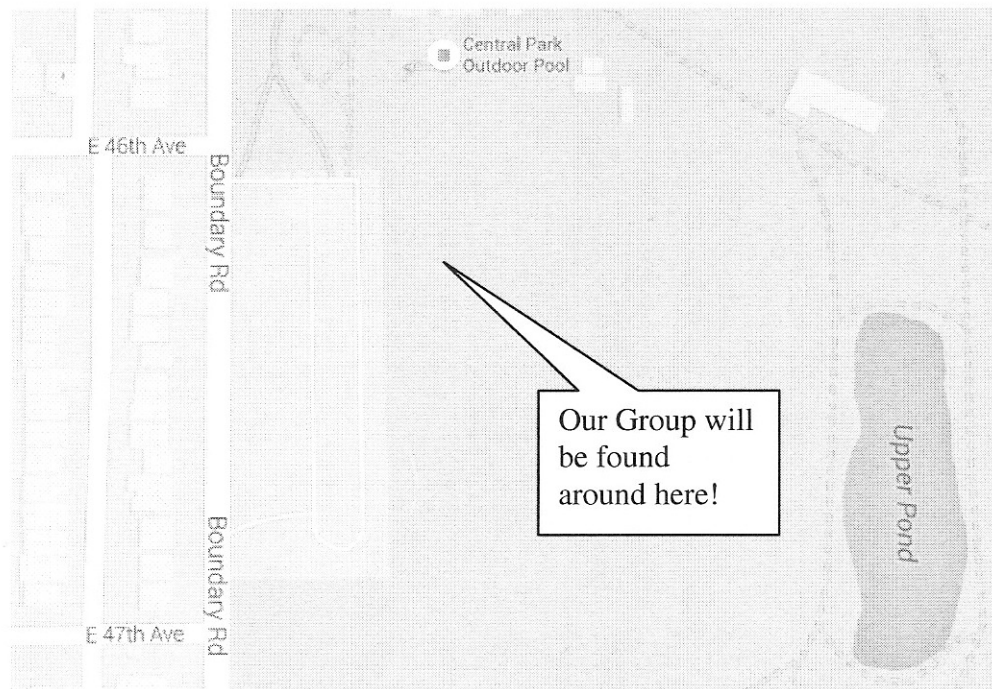 Central Park
Outdoor Pool
E 46th Ave
Boundary Rd
Our Group will
be found
around here!
Upper Pond
Boundary Rd
E 47th Ave